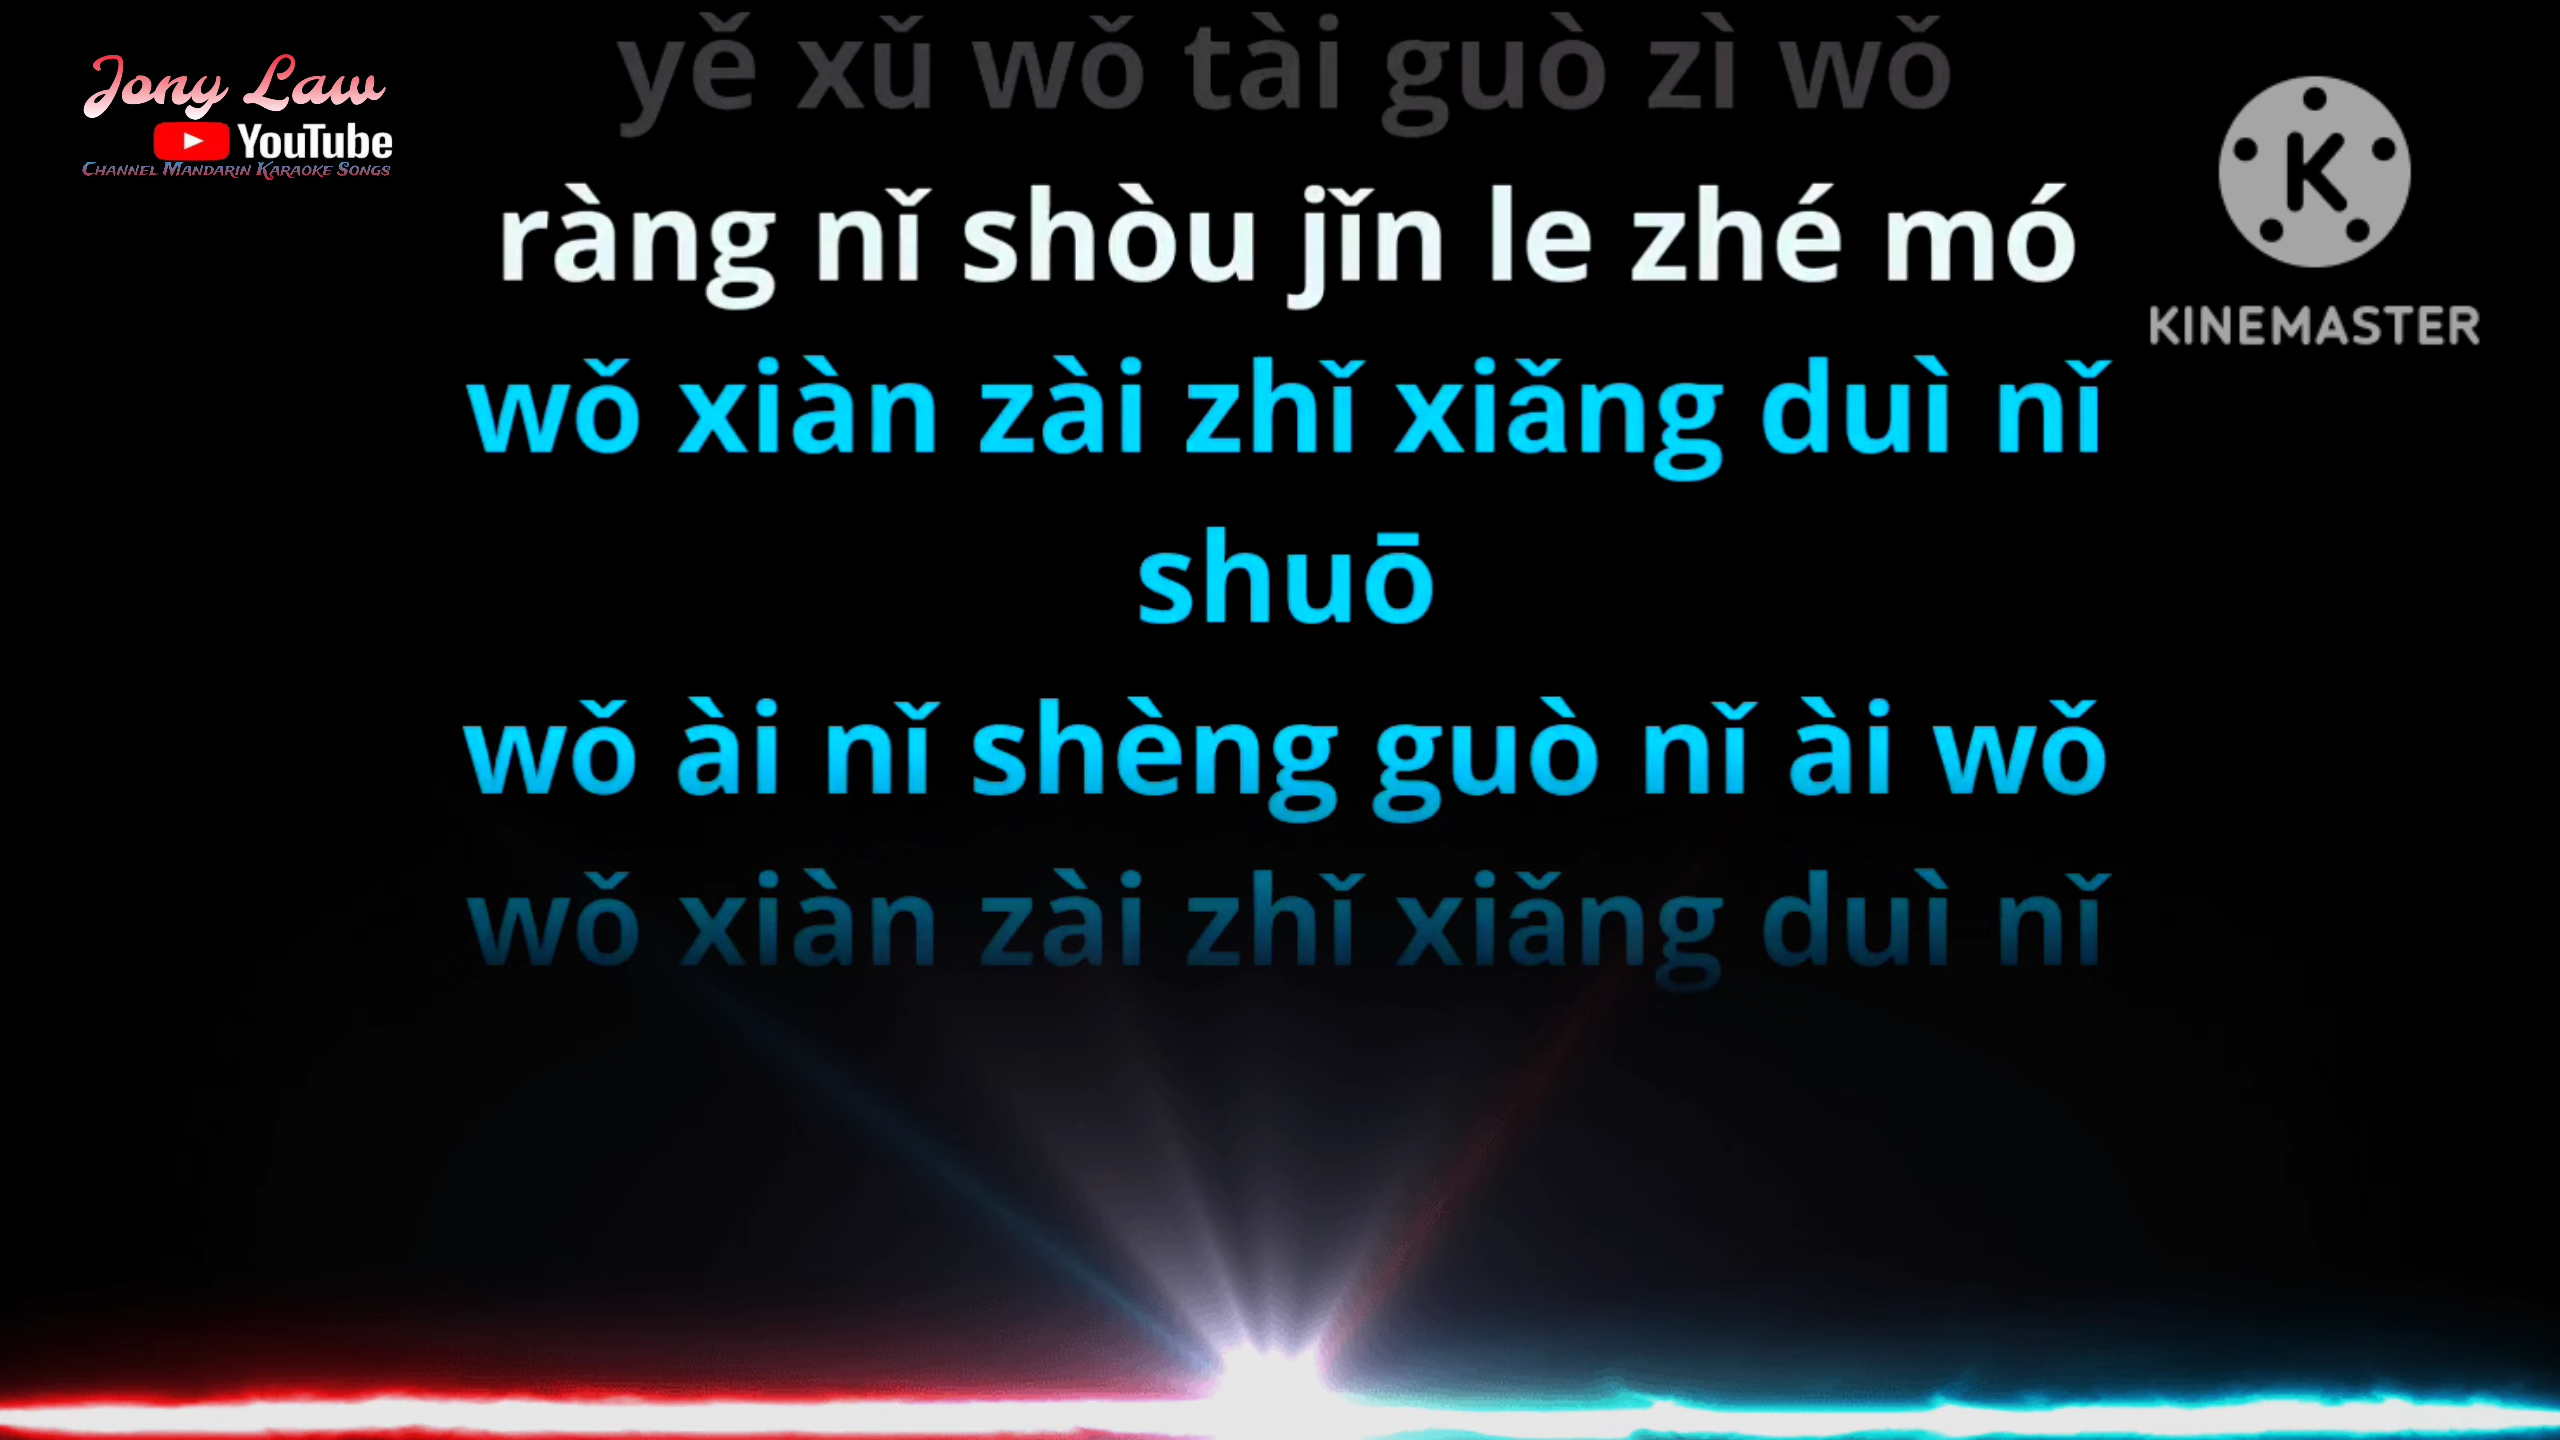 yě xǔ wǒ tài guò zì wǒ
Jony Law
YouTube
Channel Mandarin Karaoke Songs
ràng nǐ shòu jǐn le zhé mó
KINEMASTER
wǒ xiàn zài zhǐ xiǎng duì nǐ
shuō
wǒ ài nǐ shèng guò nǐ ài wǒ
wǒ xiàn zài zhǐ xiǎng duì nǐ